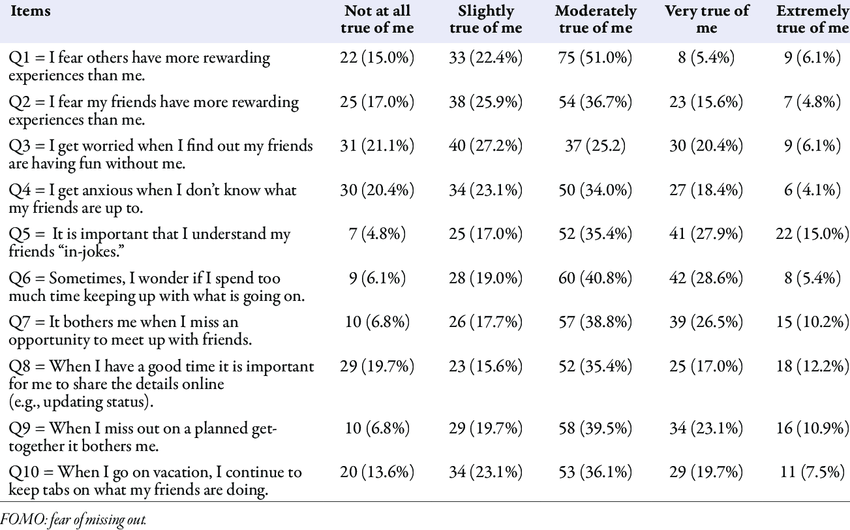 Items Not at all true of me Slightly true of me Moderately true of me Very true of me Extremely true of me
Q1 = I fear others have more rewarding 22 (15.0%) 33 (22.4%) 75 (51.0%) 8 (5.4%) 9 (6.1%)
experiences than me.
Q2 = I fear my friends have more rewarding 25 (17.0%) 38 (25.9%) 54 (36.7%) 23 (15.6%) 7 (4.8%)
experiences than me.
Q3 = I get worried when I find out my friends 31 (21.1%) 40 (27.2%) 37 (25.2) 30 (20.4%) 9 (6.1%)
are having fun without me.
Q4 = I get anxious when I don’t know what 30 (20.4%) 34 (23.1%) 50 (34.0%) 27 (18.4%) 6 (4.1%)
my friends are up to.
Q5 = It is important that I understand my 7 (4.8%) 25 (17.0%) 52 (35.4%) 41 (27.9%) 22 (15.0%)
friends “in-jokes.”
Q6 = Sometimes, I wonder if I spend too 9 (6.1%) 28 (19.0%) 60 (40.8%) 42 (28.6%) 8 (5.4%)
much time keeping up with what is going on.
Q7 = It bothers me when I miss an 10 (6.8%) 26 (17.7%) 57 (38.8%) 39 (26.5%) 15 (10.2%)
opportunity to meet up with friends.
Q8 = When I have a good time it is important 29 (19.7%) 23 (15.6%) 52 (35.4%) 25 (17.0%) 18 (12.2%)
for me to share the details online
(e.g., updating status).
Q9 = When I miss out on a planned get- 10 (6.8%) 29 (19.7%) 58 (39.5%) 34 (23.1%) 16 (10.9%)
together it bothers me.
Q10 = When I go on vacation, I continue to 20 (13.6%) 34 (23.1%) 53 (36.1%) 29 (19.7%) 11 (7.5%)
keep tabs on what my friends are doing.
FOMO: fear of missing out.